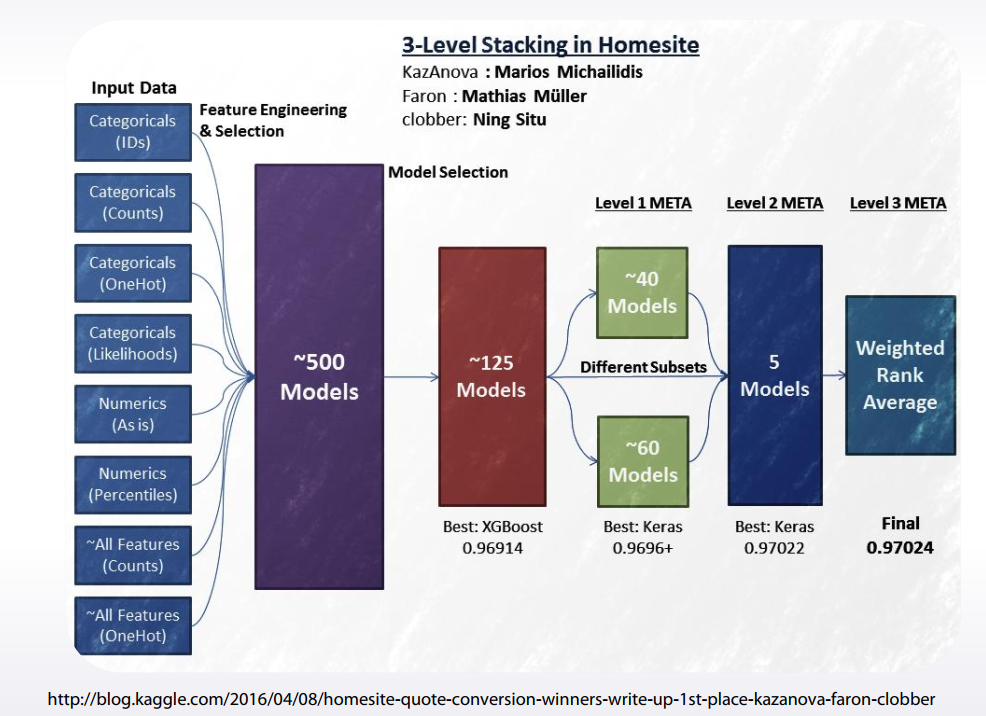 3-Level Stacking in Homesite
KazAnova : Marios Michailidis
Faron : Mathias Müller
clobber: Ning Situ
Input Data
Categoricals
(IDs)
Categoricals
(Counts)
Categoricals
(OneHot)
Categoricals
(Likelihoods)
Numerics
(As is)
Numerics
(Percentiles)
~All Features
(Counts)
~All Features
(OneHot)
Feature Engineering
& Selection
~500
Models
Model Selection
~125
Models
Best: XGBoost
0.96914
Level 1 META
~40
Models
Different Subsets
~60
Models
Best: Keras
0.9696+
Level 2 META
5
Models
Best: Keras
0.97022
Level 3 META
Weighted
Rank
Average
Final
0.97024
http://blog.kaggle.com/2016/04/08/homesite-quote-conversion-winners-write-up-1st-place-kazanova-faron-clobber